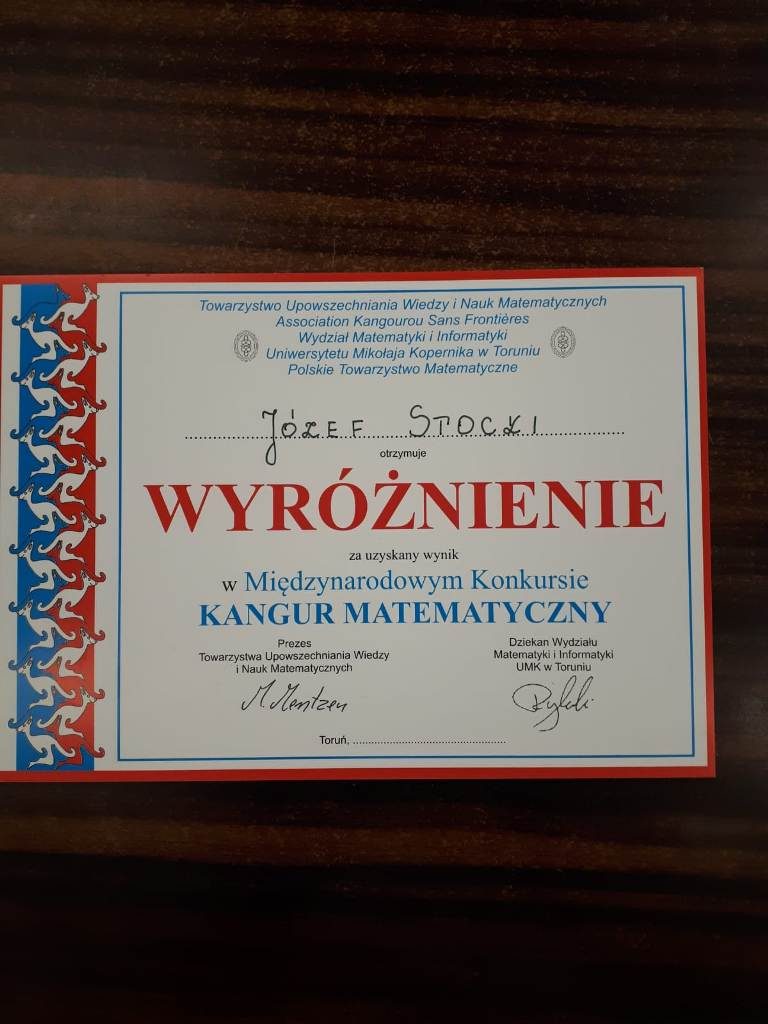 Towarzystwo Upowszechniania Wiedzy i Nauk Matematycznych
Association Kangourou Sans Frontières
Wydział Matematyki i Informatyki
Uniwersytetu Mikołaja Kopernika w Toruniu
Polskie Towarzystwo Matematyczne
JÓZEF STOCKI
otrzymuje
WYRÓŻNIENIE
za uzyskany wynik
w Międzynarodowym Konkursie
KANGUR MATEMATYCZNY
Prezes
Towarzystwa Upowszechniania Wiedzy
i Nauk Matematycznych
M. Mentzen
Dziekan Wydziału
Matematyki i Informatyki
UMK w Toruniu
Toruń, ....................................................